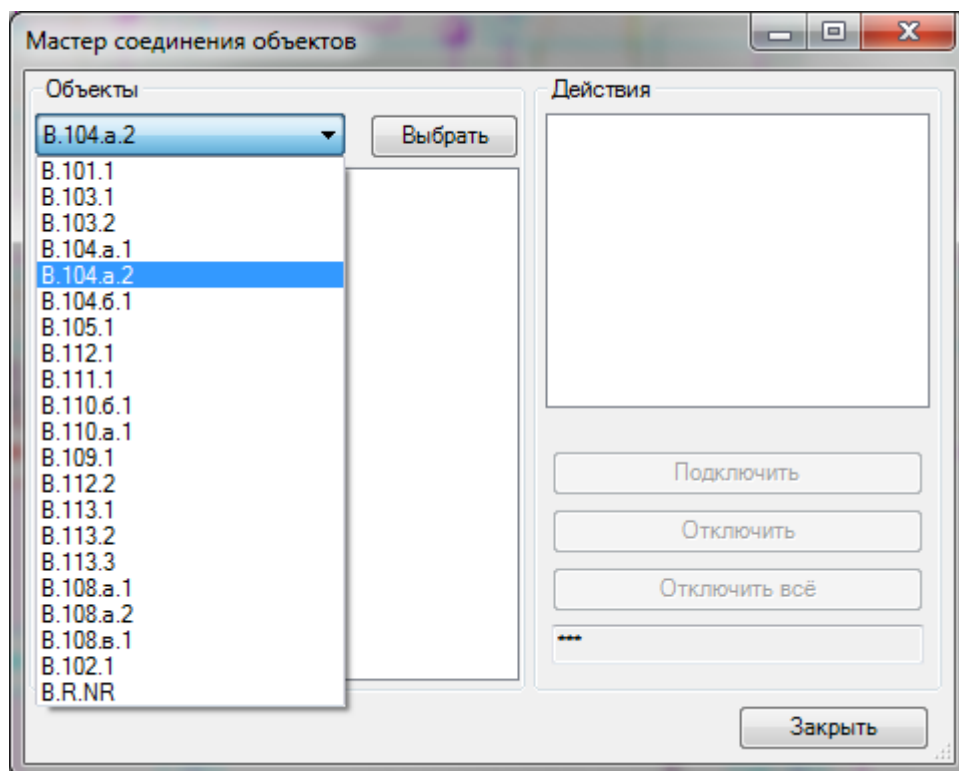 Мастер соединения объектов
Объекты
В.104.а.2
Выбрать
В.101.1
В.103.1
В.103.2
В.104.а.1
В.104.а.2
В.104.б.1
В.105.1
В.112.1
В.111.1
В.110.б.1
В.110.а.1
В.109.1
В.112.2
В.113.1
В.113.2
В.113.3
В.108.а.1
В.108.а.2
В.108.в.1
В.102.1
B.R.NR
Действия
Подключить
Отключить
Отключить всё
***
Закрыть